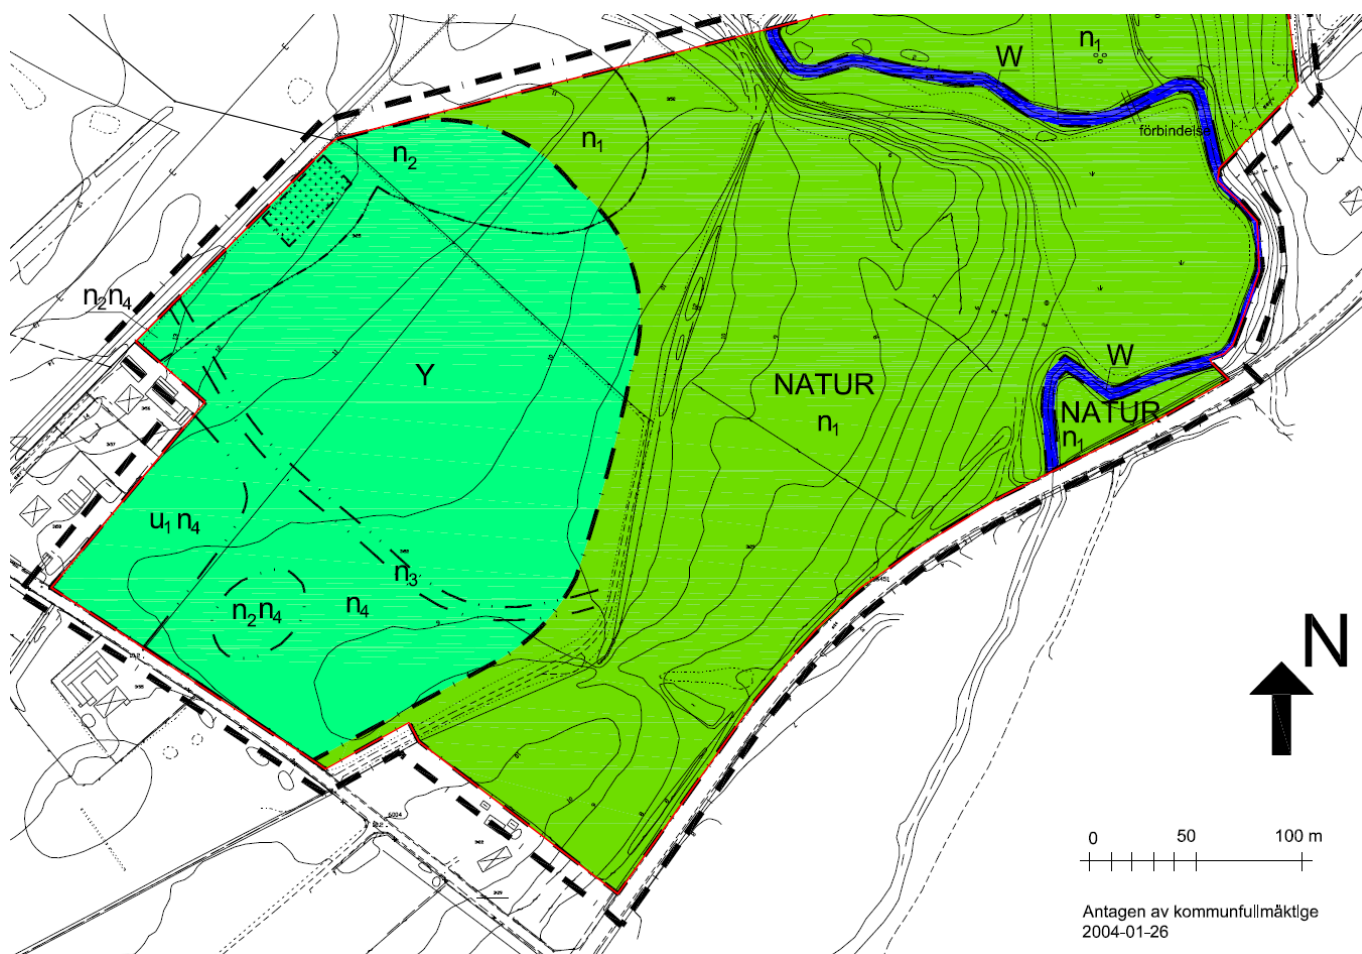 W
n₁
förbindelse
n₂
n₁
n₂n₄
Y
W
NATUR
n₁
NATUR
n₁
u₁ n₄
n₃
n₂n₄
n₄
N
0 50 100 m
Antagen av kommunfullmäktige
2004-01-26